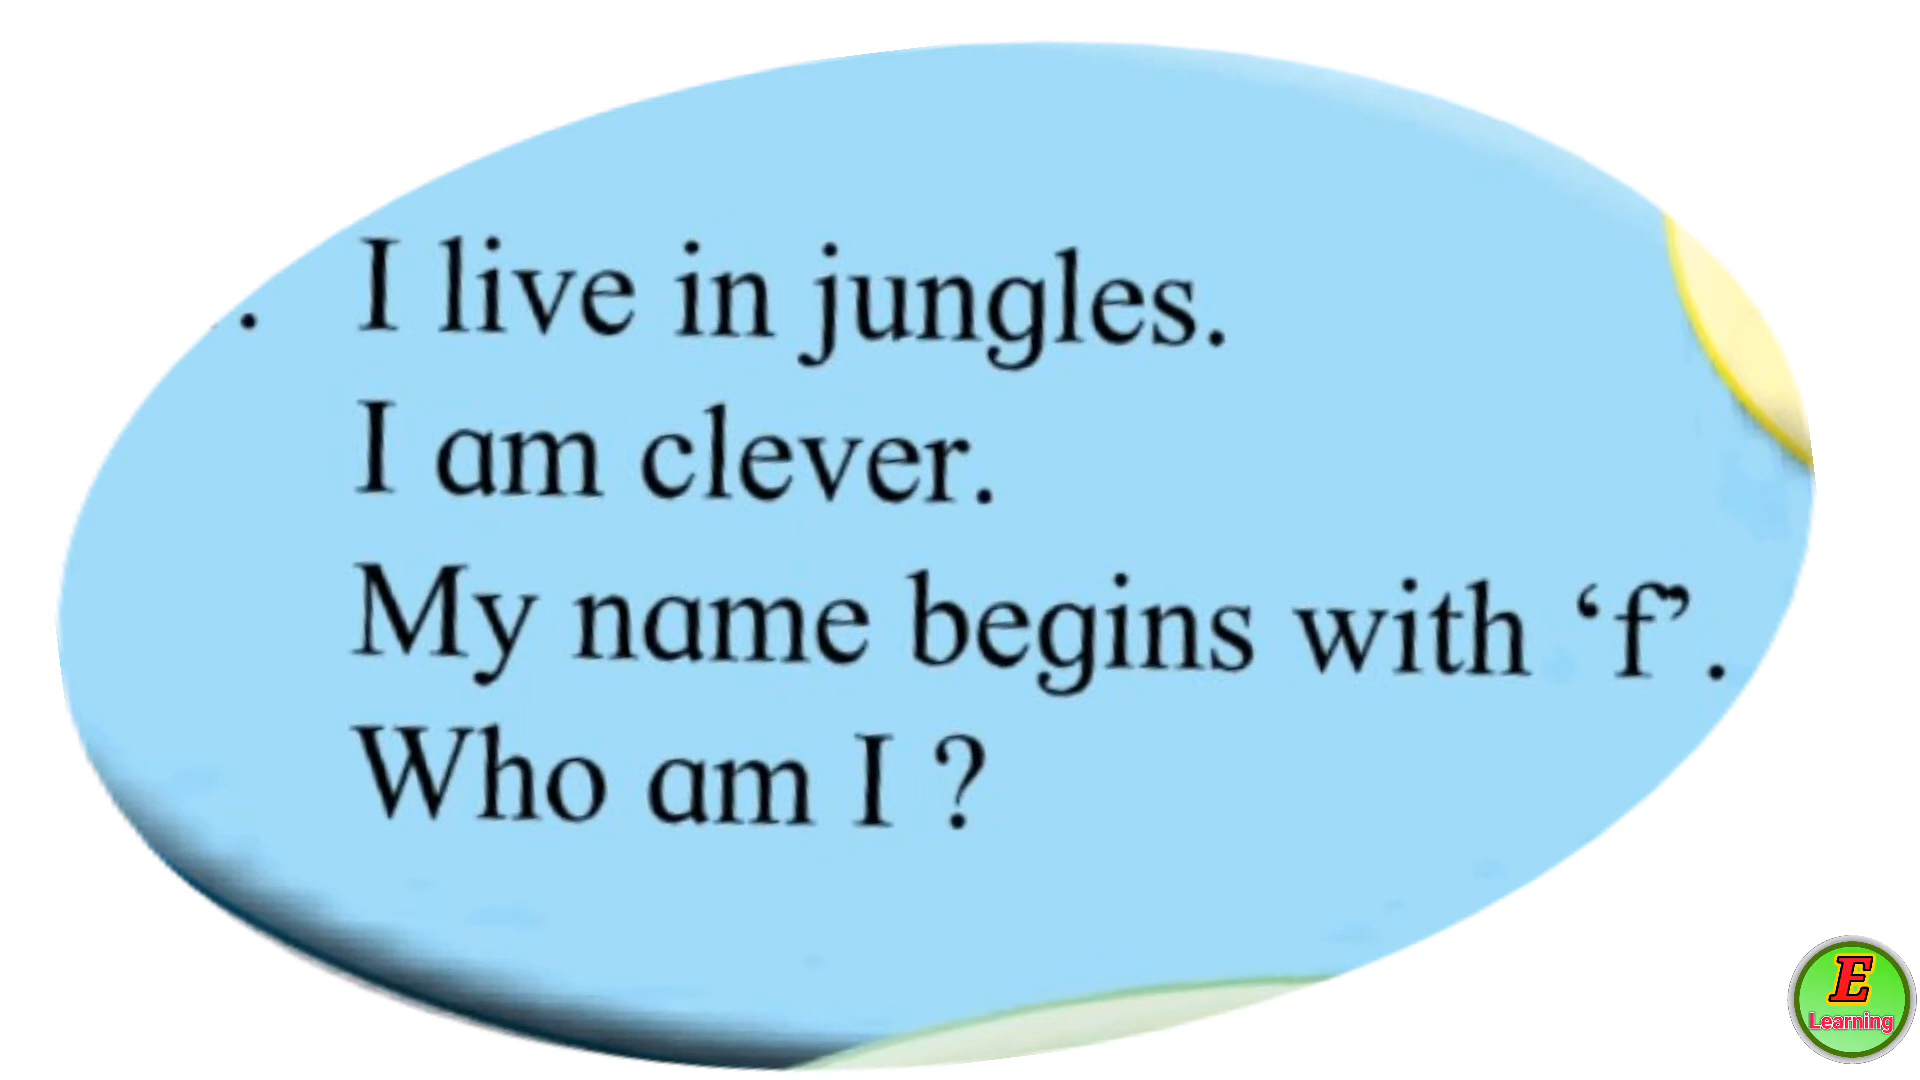 . I live in jungles.
I am clever.
My name begins with ‘f’.
Who am I ?
E
Learning